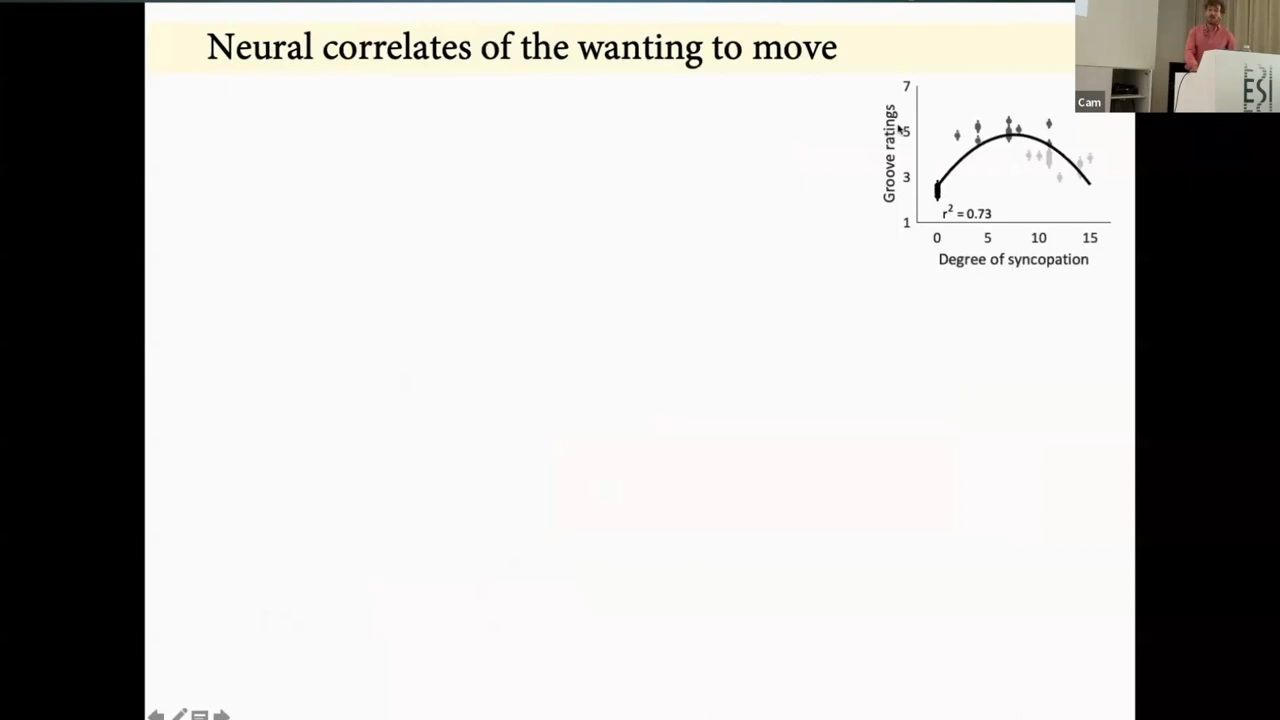 Neural correlates of the wanting to move
Cam
ESI
Groove ratings
7
5
3
1
r² = 0.73
0 5 10 15
Degree of syncopation